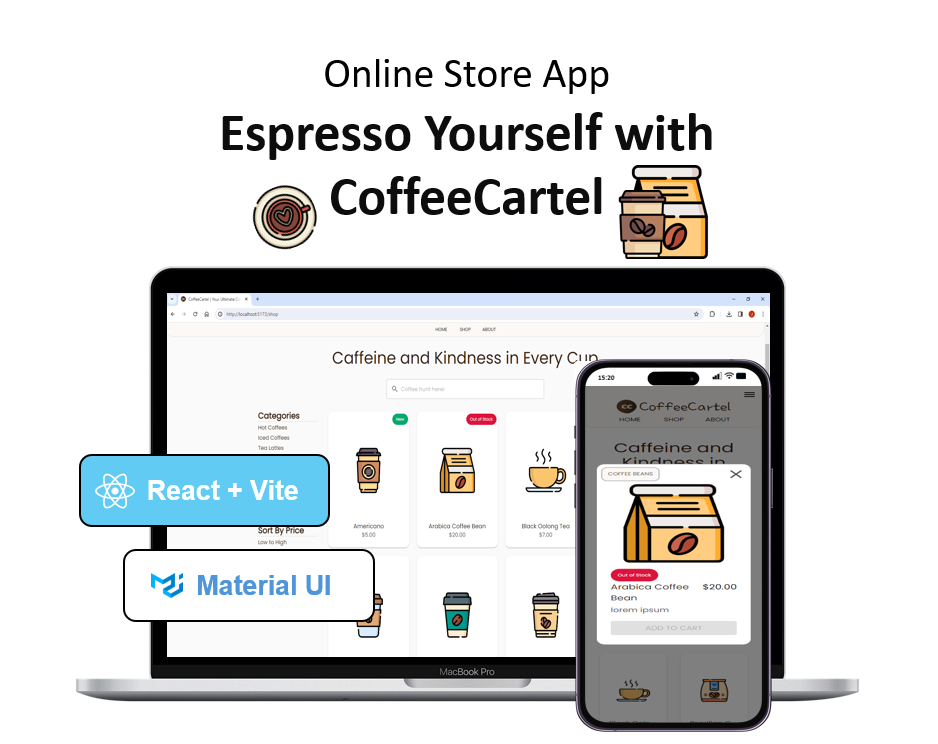 Online Store App
Espresso Yourself with
CoffeeCartel
CoffeeCartel | Your Ultimate C
http://localhost:5173/shop
HOME SHOP ABOUT
Caffeine and Kindness in Every Cup
Coffee hunt here!
Categories
Hot Coffees
Iced Coffees
Tea Lattes
Sort By Price
Low to High
New
Out of Stock
Americano
$5.00
Arabica Coffee Bean
$20.00
Black Oolong Tea
$7.00
React + Vite
Material UI
MacBook Pro
15:20
CC CoffeeCartel
HOME SHOP ABOUT
Caffeine and
Kindness in
COFFEE BEANS
Out of Stock
Arabica Coffee $20.00
Bean
lorem ipsum
ADD TO CART